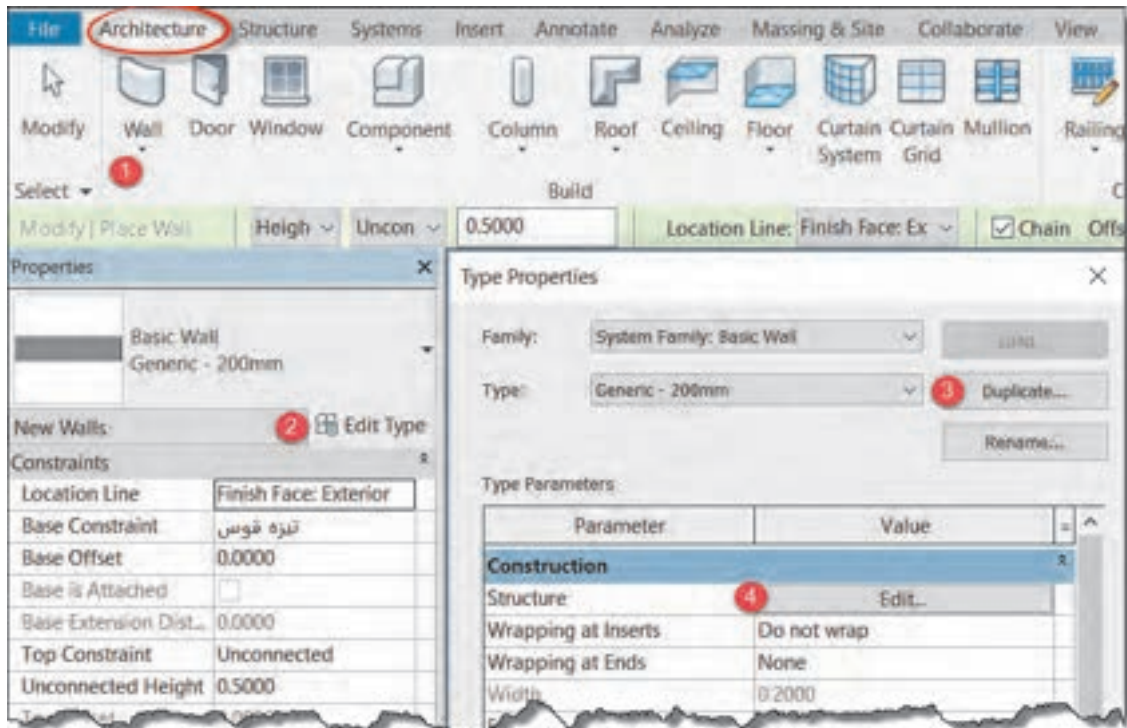 File Architecture Structure Systems Insert Annotate Analyze Massing & Site Collaborate View
Modify Wall Door Window Component Column Roof Ceiling Floor Curtain System Curtain Grid Mullion Railing
1
Select Build
Modify | Place Wall Heigh Uncon 0.5000 Location Line: Finish Face: Ex Chain Offs
Properties
Basic Wall
Generic - 200mm
New Walls 2 Edit Type
Constraints
Location Line Finish Face: Exterior
Base Constraint تیزه قوس
Base Offset 0.0000
Base is Attached
Base Extension Dist... 0.0000
Top Constraint Unconnected
Unconnected Height 0.5000
Type Properties
Family: System Family: Basic Wall Load...
Type: Generic - 200mm 3 Duplicate...
Rename...
Type Parameters
Parameter Value =
Construction
Structure 4 Edit...
Wrapping at Inserts Do not wrap
Wrapping at Ends None
Width 0.2000